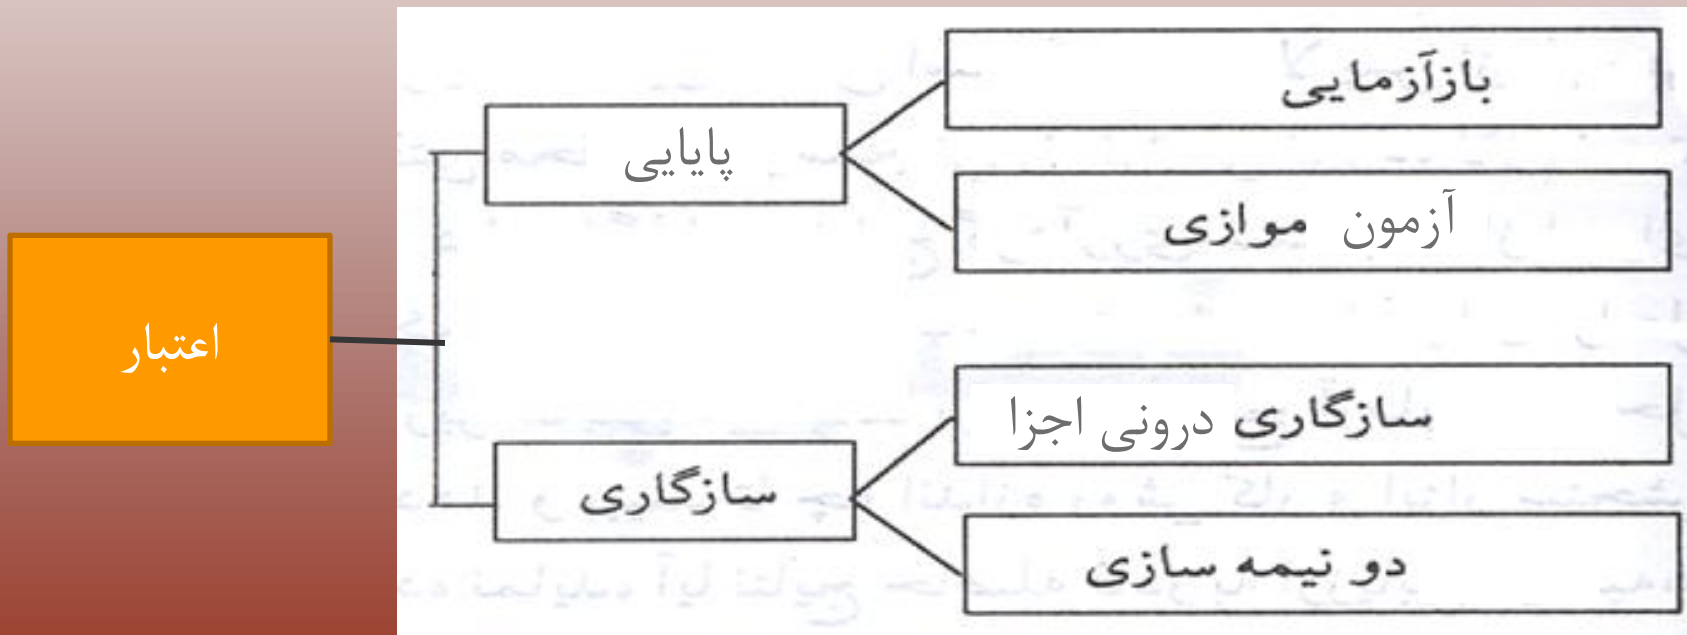 بازآزمایی
پایایی
آزمون موازی
اعتبار
سازگاری درونی اجزا
سازگاری
دو نیمه سازی